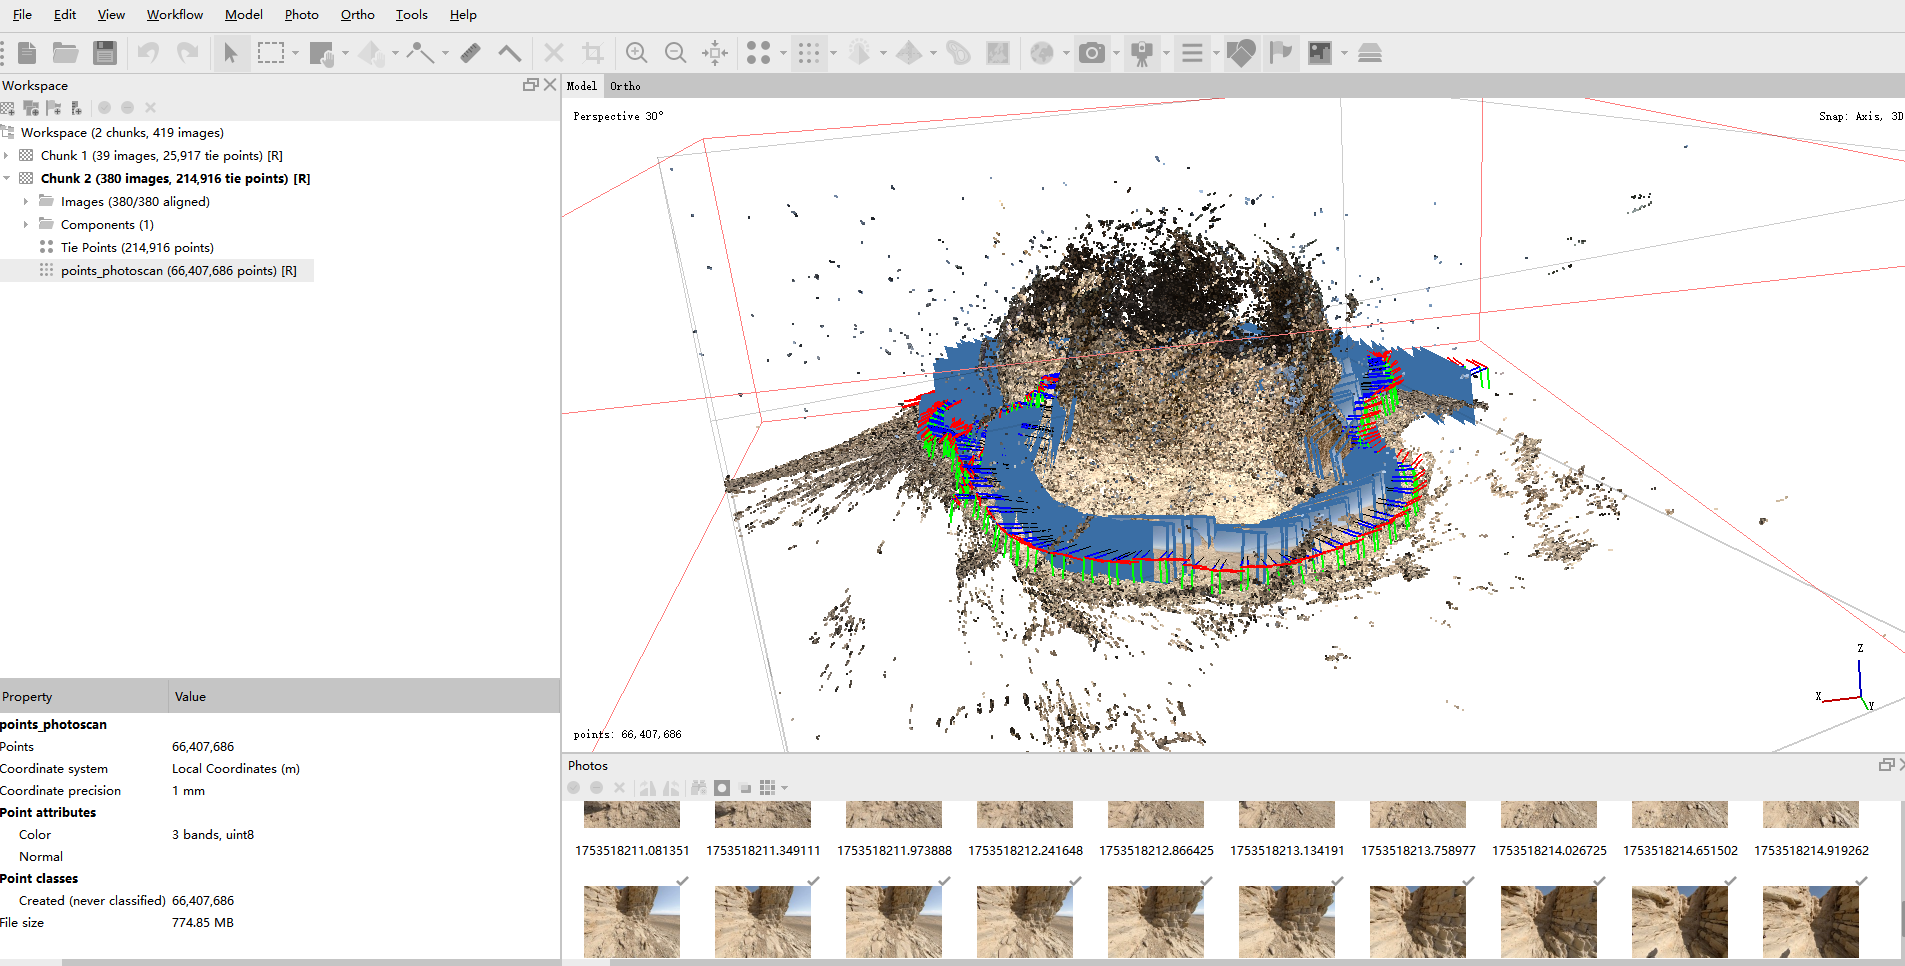 File Edit View Workflow Model Photo Ortho Tools Help
Workspace
Workspace (2 chunks, 419 images)
Chunk 1 (39 images, 25,917 tie points) [R]
Chunk 2 (380 images, 214,916 tie points) [R]
Images (380/380 aligned)
Components (1)
Tie Points (214,916 points)
points_photoscan (66,407,686 points) [R]
Property Value
points_photoscan
Points 66,407,686
Coordinate system Local Coordinates (m)
Coordinate precision 1 mm
Point attributes
Color 3 bands, uint8
Normal
Point classes
Created (never classified) 66,407,686
File size 774.85 MB
Model Ortho
Perspective 30°
Snap: Axis, 3D
Z
X
Y
points: 66,407,686
Photos
1753518211.081351 1753518211.349111 1753518211.973888 1753518212.241648 1753518212.866425 1753518213.134191 1753518213.758977 1753518214.026725 1753518214.651502 1753518214.919262